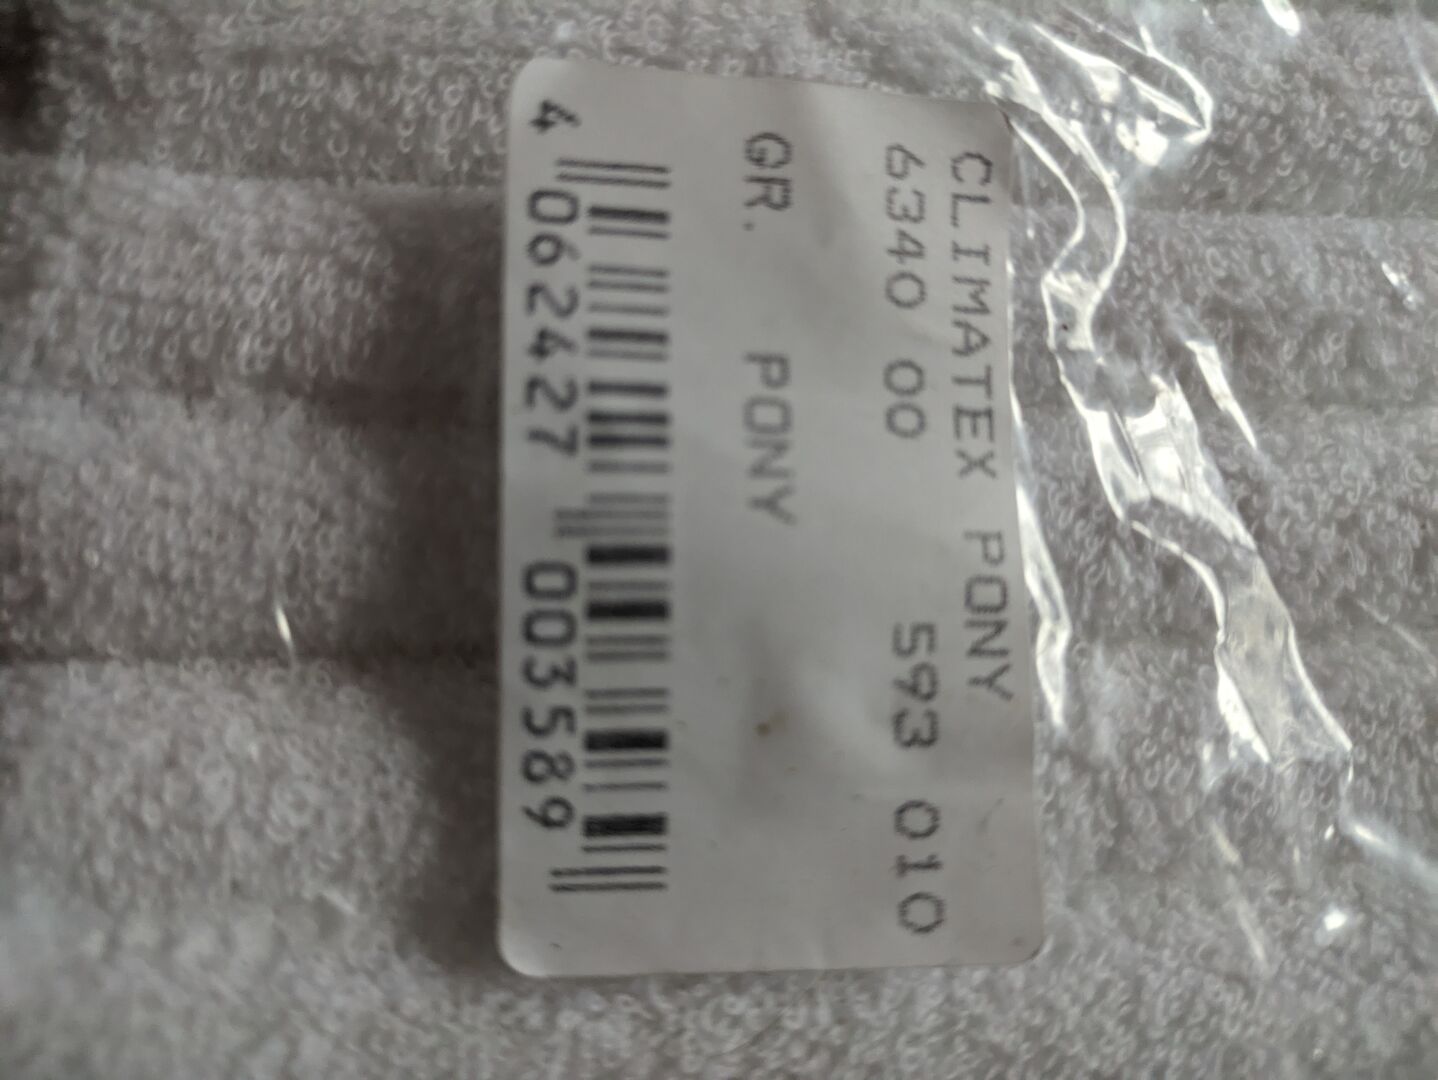 CLIMATEX PONY
6340 00 593 010
GR. PONY
4 062427 003589